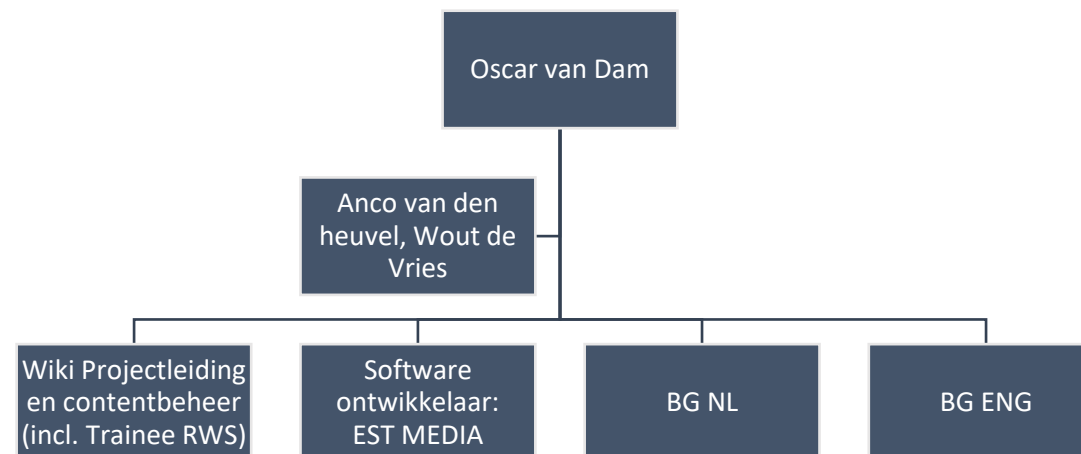 Oscar van Dam
Anco van den
heuvel, Wout de
Vries
Wiki Projectleiding
en contentbeheer
(incl. Trainee RWS)
Software
ontwikkelaar:
EST MEDIA
BG NL
BG ENG